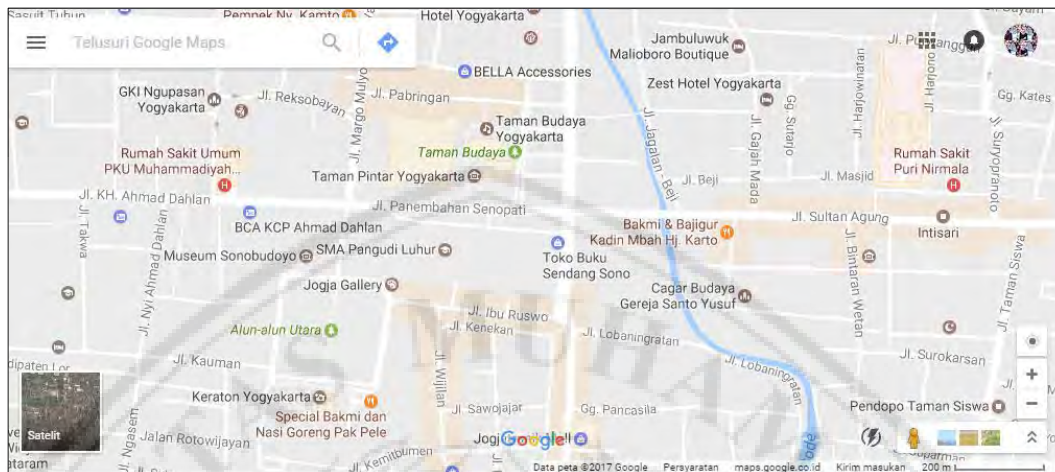 Sasuit Tubun
Pempek Ny. Kamto
Hotel Yogyakarta
Telusuri Google Maps
Jambuluwuk
Malioboro Boutique
BELLA Accessories
Zest Hotel Yogyakarta
Jl. Harjono
Jl. Harjowinatan
Gg. Kates
GKI Ngupasan
Yogyakarta
Jl. Reksobayan
Jl. Margo Mulyo
Jl. Pabringan
Taman Budaya
Yogyakarta
Taman Budaya
Jl. Jagalan - Beji
Gg. Sutarjo
Jl. Gajah Mada
Jl. Suryopranoto
Rumah Sakit Umum
PKU Muhammadiyah...
Taman Pintar Yogyakarta
Jl. Beji
Jl. Masjid
Rumah Sakit
Puri Nirmala
Jl. KH. Ahmad Dahlan
Jl. Panembahan Senopati
Jl. Sultan Agung
Jl. Takwa
Jl. Nyi Ahmad Dahlan
BCA KCP Ahmad Dahlan
Bakmi & Bajigur
Kadin Mbah Hj. Karto
Intisari
Museum Sonobudoyo
SMA Pangudi Luhur
Toko Buku
Sendang Sono
Jl. Bintaran Wetan
Jl. Taman Siswa
Jogja Gallery
Cagar Budaya
Gereja Santo Yusuf
Jl. Ibu Ruswo
Jl. Kenekan
Alun-alun Utara
Jl. Lobaningratan
Jl. Lobaningratan
Jl. Surokarsan
dipaten Lor
Jl. Kauman
Jl. Wijilan
Keraton Yogyakarta
Special Bakmi dan
Nasi Goreng Pak Pele
Jl. Sawojajar
Gg. Pancasila
Pendopo Taman Siswa
Satelit
Jl. Ngasem
Jalan Rotowijayan
Jl. Kemitbumen
Google
Data peta ©2017 Google
Persyaratan
maps.google.co.id
Kirim masukan
200 m